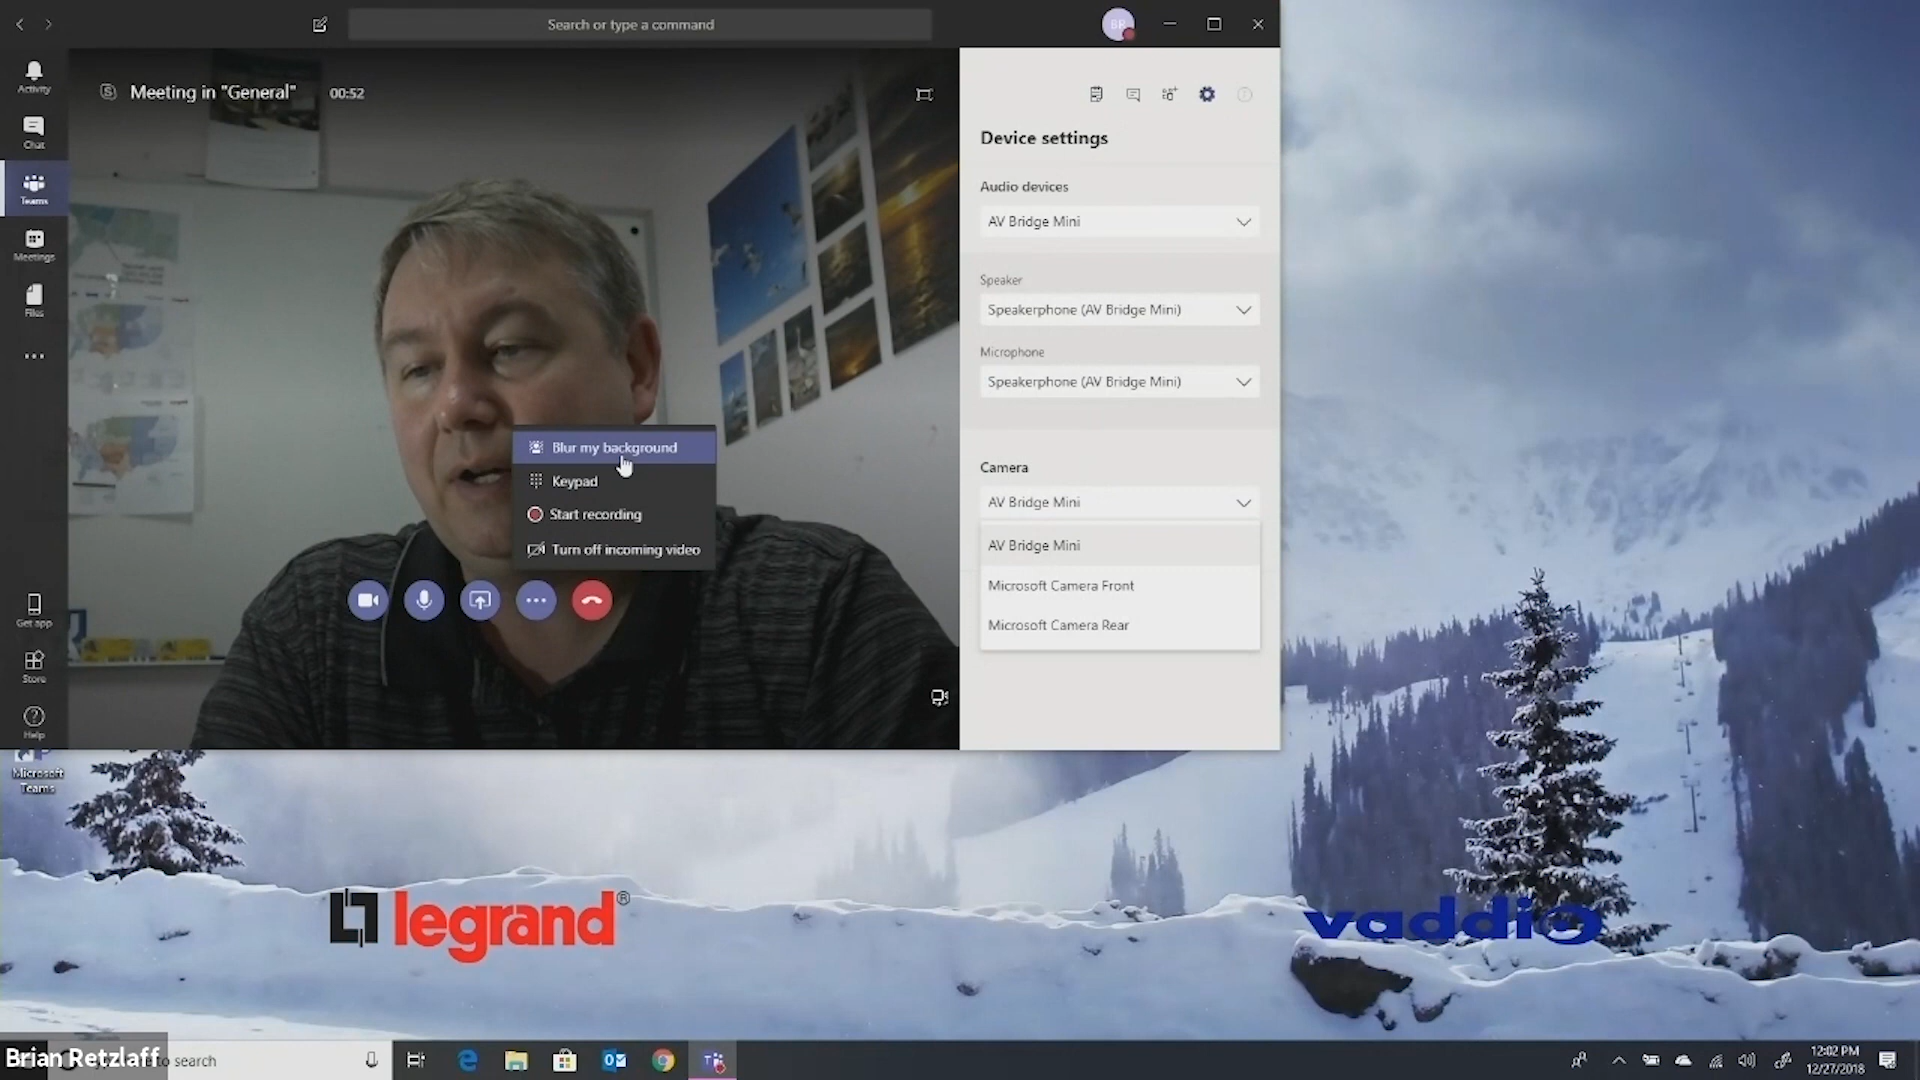 Search or type a command
BR
Activity
Chat
Teams
Meetings
Files
Get app
Store
Help
Meeting in "General" 00:52
Blur my background
Keypad
Start recording
Turn off incoming video
Device settings
Audio devices
AV Bridge Mini
Speaker
Speakerphone (AV Bridge Mini)
Microphone
Speakerphone (AV Bridge Mini)
Camera
AV Bridge Mini
AV Bridge Mini
Microsoft Camera Front
Microsoft Camera Rear
Microsoft
Teams
legrand®
vaddio
Brian Retzlaff
to search
12:02 PM
12/27/2018